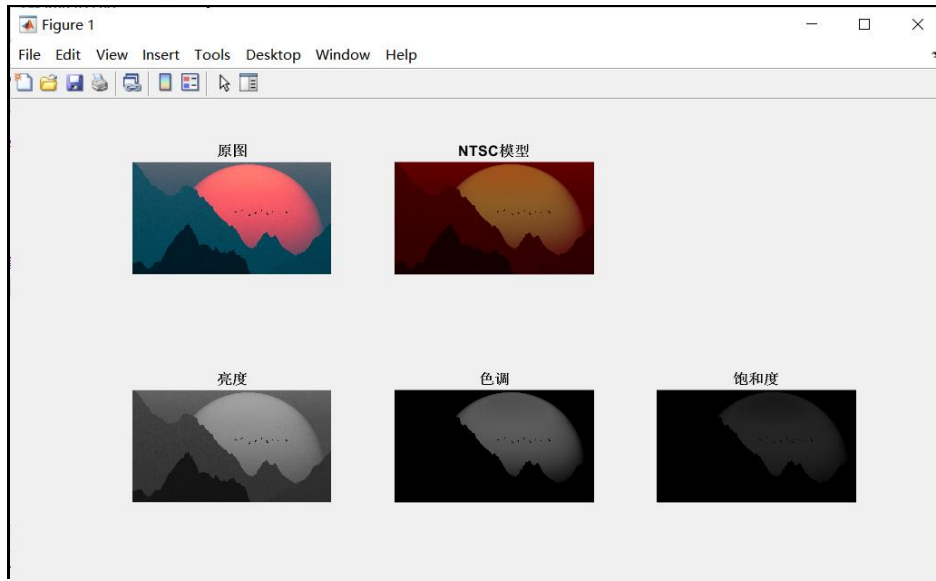 Figure 1
File Edit View Insert Tools Desktop Window Help
原图
NTSC模型
亮度
色调
饱和度